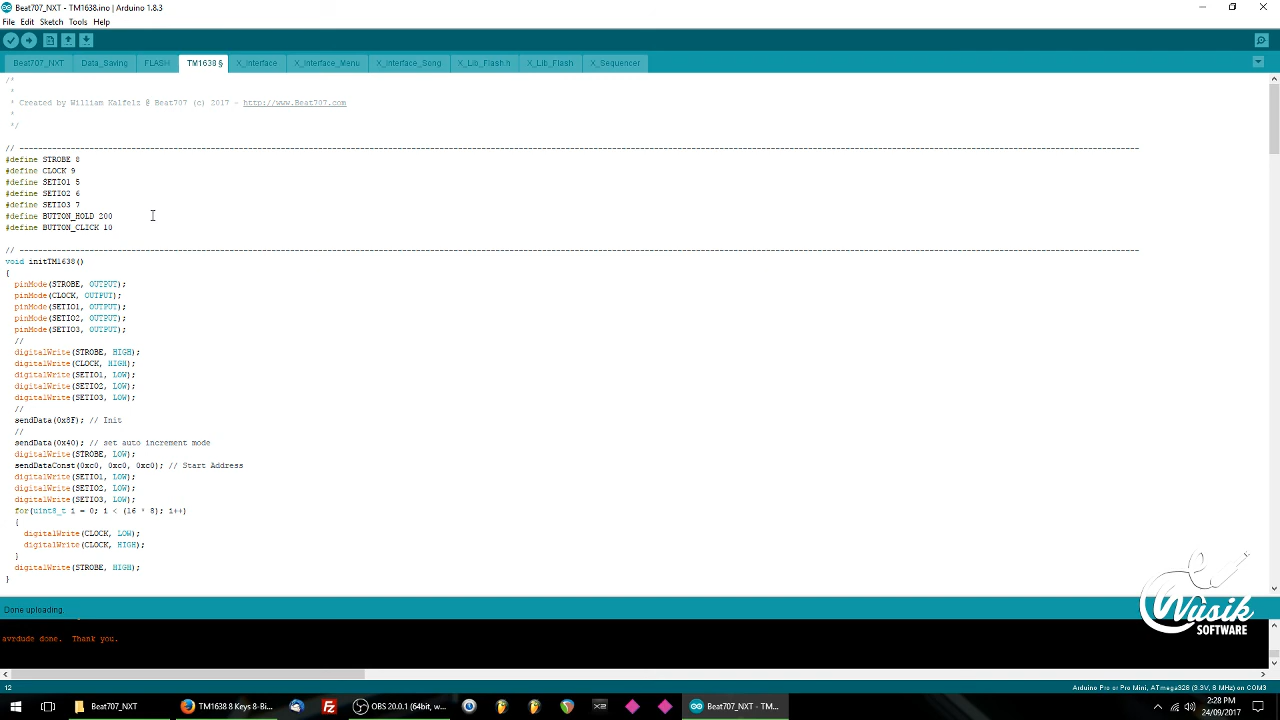 Beat707_NXT - TM1638.ino | Arduino 1.8.3
File Edit Sketch Tools Help
Beat707_NXT Data_Saving FLASH TM1638 § X_Interface X_Interface_Menu X_Interface_Song X_Lib_Flash.h X_Lib_Flash X_Sequencer
/*
*
* Created by William Kalfelz @ Beat707 (c) 2017 - http://www.Beat707.com
*
*/
// ------------------------------------------------------------------------------------------------------------------------------------------------------------------------------------------------------------------------------------------------
#define STROBE 8
#define CLOCK 9
#define SETIO1 5
#define SETIO2 6
#define SETIO3 7
#define BUTTON_HOLD 200
#define BUTTON_CLICK 10
// ------------------------------------------------------------------------------------------------------------------------------------------------------------------------------------------------------------------------------------------------
void initTM1638()
{
pinMode(STROBE, OUTPUT);
pinMode(CLOCK, OUTPUT);
pinMode(SETIO1, OUTPUT);
pinMode(SETIO2, OUTPUT);
pinMode(SETIO3, OUTPUT);
//
digitalWrite(STROBE, HIGH);
digitalWrite(CLOCK, HIGH);
digitalWrite(SETIO1, LOW);
digitalWrite(SETIO2, LOW);
digitalWrite(SETIO3, LOW);
//
sendData(0x8F); // Init
//
sendData(0x40); // set auto increment mode
digitalWrite(STROBE, LOW);
sendDataConst(0xc0, 0xc0, 0xc0); // Start Address
digitalWrite(SETIO1, LOW);
digitalWrite(SETIO2, LOW);
digitalWrite(SETIO3, LOW);
for(uint8_t i = 0; i < (16 * 8); i++)
{
digitalWrite(CLOCK, LOW);
digitalWrite(CLOCK, HIGH);
}
digitalWrite(STROBE, HIGH);
}
Wusik
SOFTWARE
Done uploading.
avrdude done. Thank you.
12
Arduino Pro or Pro Mini, ATmega328 (3.3V, 8 MHz) on COM3
Beat707_NXT TM1638 8 Keys 8-Bi... OBS 20.0.1 (64bit, w... Beat707_NXT - TM...
2:28 PM
24/09/2017